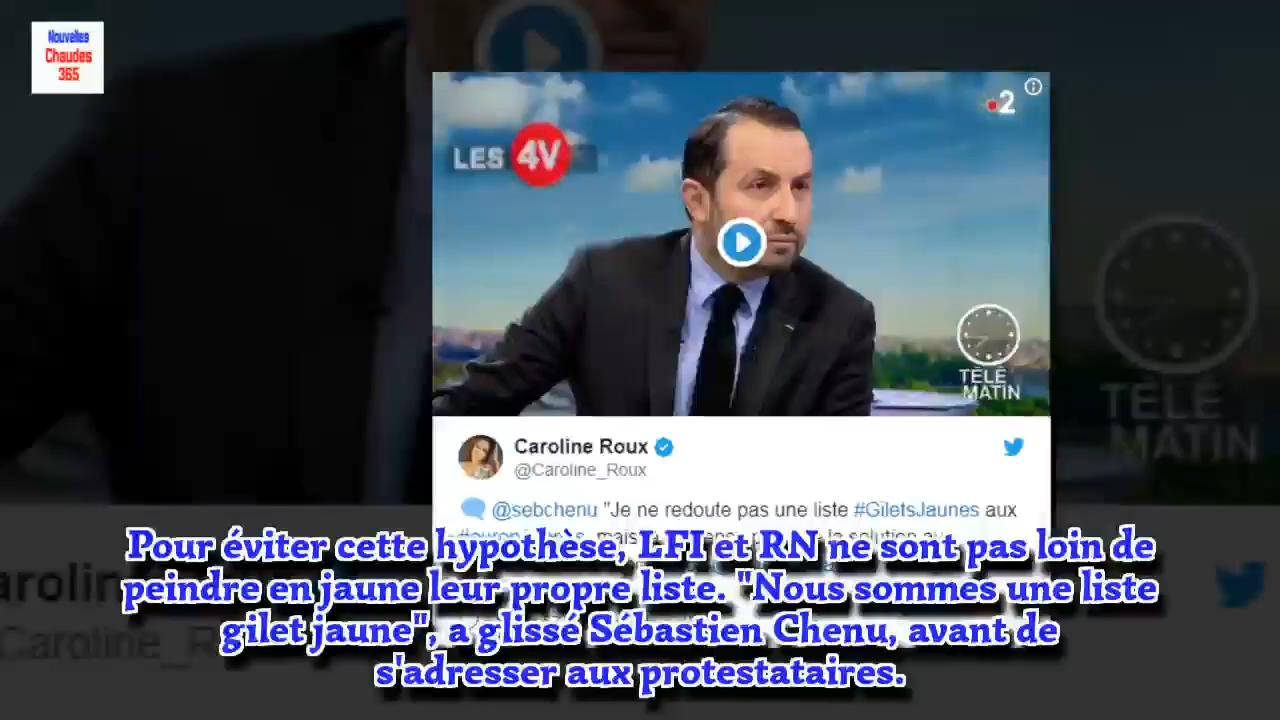 Nouvelles
Chaudes
365
2
LES 4V
TÉLÉ
MATIN
TÉLÉ
MATIN
Caroline Roux
@Caroline_Roux
@sebchenu "Je ne redoute pas une liste #GiletsJaunes aux
Pour éviter cette hypothèse, LFI et RN ne sont pas loin de
peindre en jaune leur propre liste. "Nous sommes une liste
gilet jaune", a glissé Sébastien Chenu, avant de
s'adresser aux protestataires.